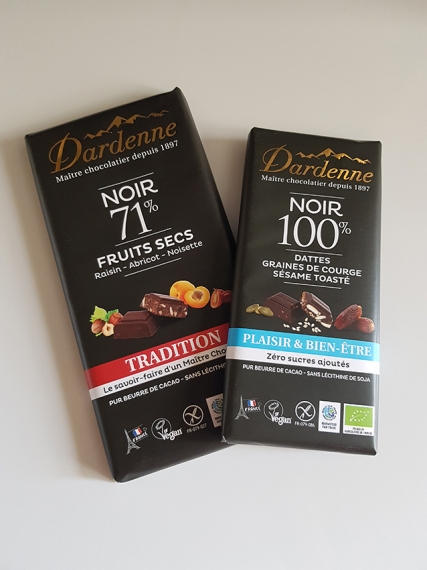 Dardenne
Maître chocolatier depuis 1897
NOIR
71%
FRUITS SECS
Raisin - Abricot - Noisette
TRADITION
Le savoir-faire d'un Maître Cho
PUR BEURRE DE CACAO - SANS LÉCITHI
Vegan
Dardenne
Maître chocolatier depuis 1897
NOIR
100%
DATTES
GRAINES DE COURGE
SÉSAME TOASTÉ
PLAISIR & BIEN-ÊTRE
Zéro sucres ajoutés
PUR BEURRE DE CACAO - SANS LÉCITHINE DE SOJA
Vegan